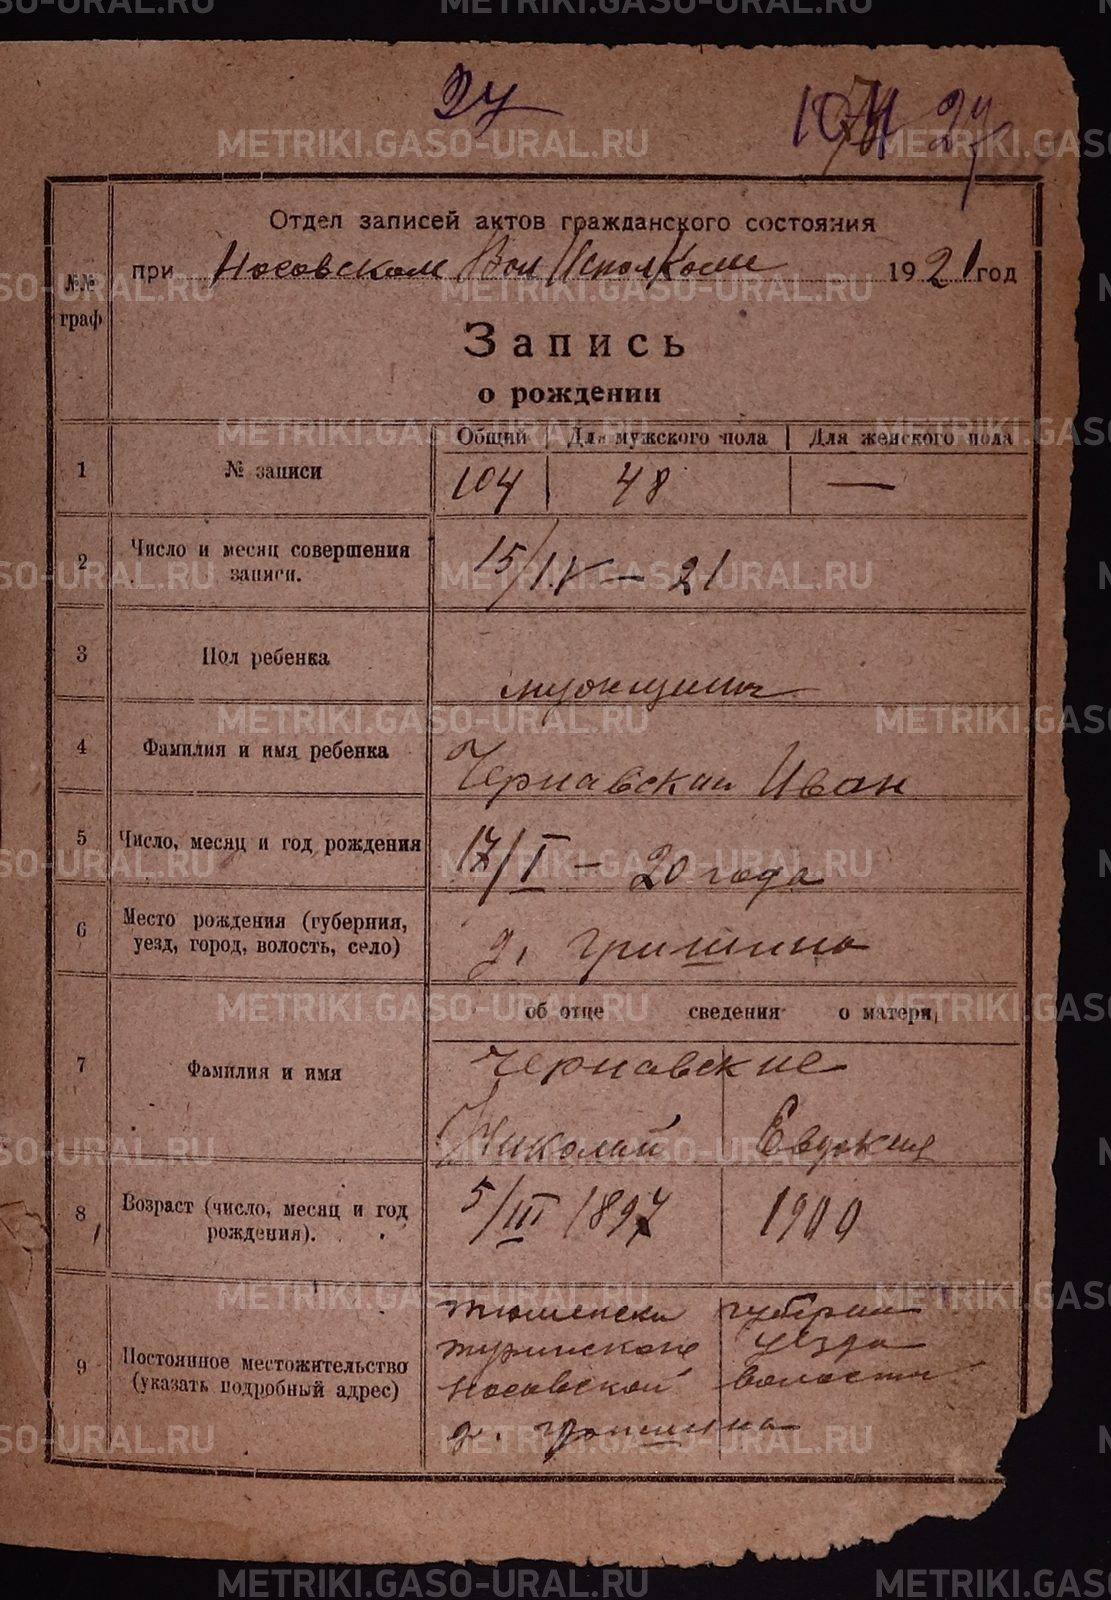 METRIKI.GASO-URAL.RU
24
27
Отдел записей актов гражданского состояния
при Носовском Вол Исполкоме 1921 год
№№ граф
Запись
о рождении
Общий | Для мужского пола | Для женского пола
1 № записи 104 48 —
2 Число и месяц совершения записи. 15/IV — 21
3 Пол ребенка мужчина
4 Фамилия и имя ребенка Чернавский Иван
5 Число, месяц и год рождения 17/I — 20 года
6 Место рождения (губерния, уезд, город, волость, село) д. Гришина
об отце сведения о матери
7 Фамилия и имя Чернавские
Николай Евдокия
8 Возраст (число, месяц и год рождения). 5/III 1897 1900
9 Постоянное местожительство (указать подробный адрес)
Тюменска губерни
Туринского уезда
Носовской волости
д. Гришина